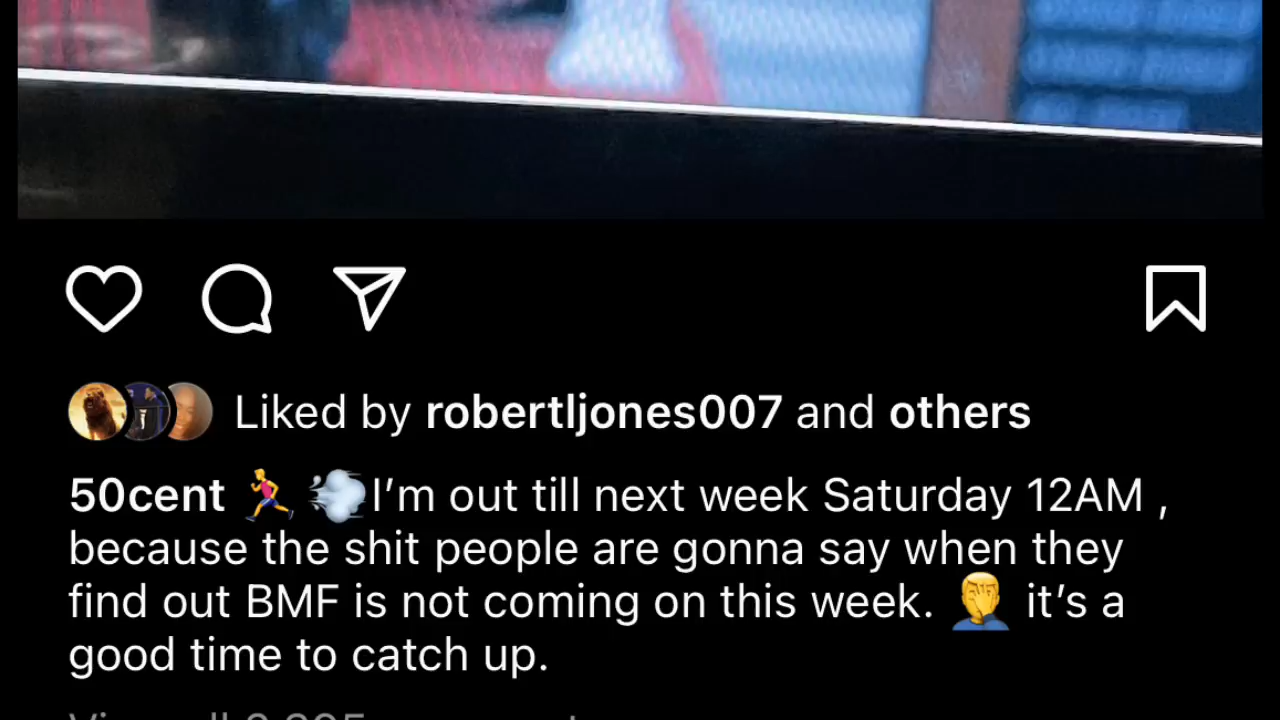 Liked by robertljones007 and others
50cent 🏃💨I’m out till next week Saturday 12AM ,
because the shit people are gonna say when they
find out BMF is not coming on this week. 🤦 it’s a
good time to catch up.